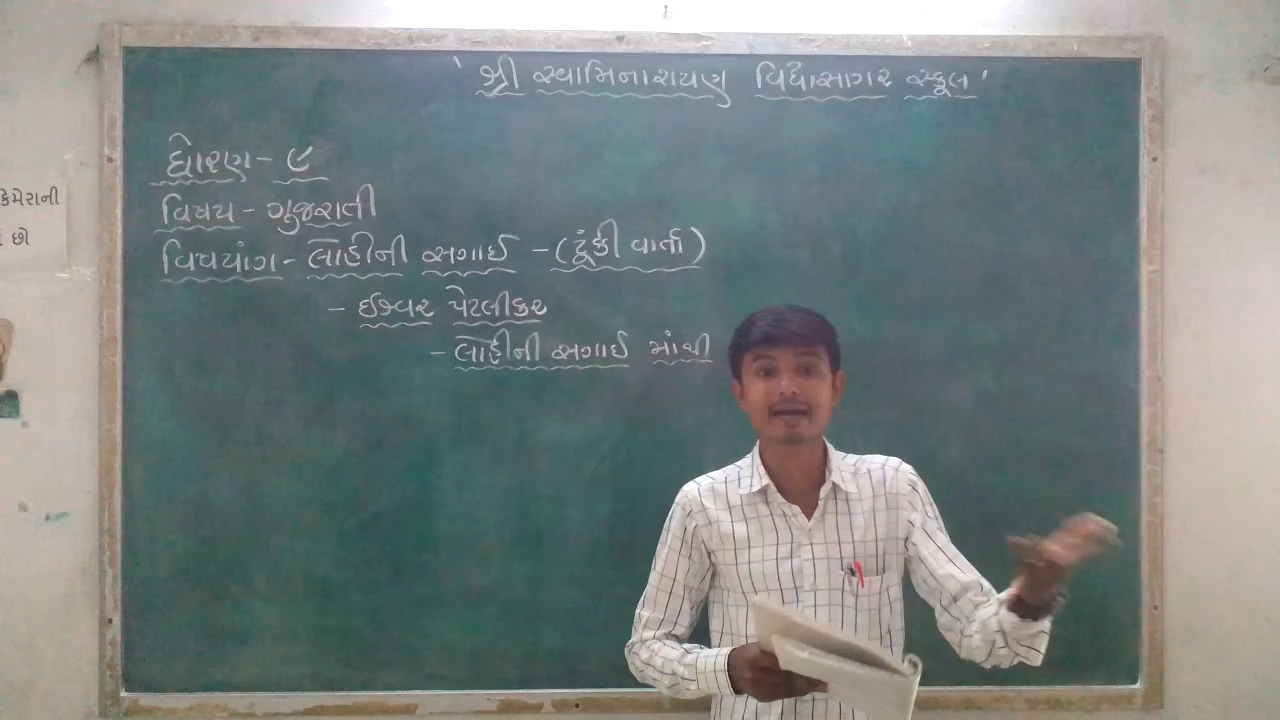 ' શ્રી સ્વામિનારાયણ વિદ્યાસાગર સ્કૂલ '
ધોરણ - ૯
વિષય - ગુજરાતી
વિષયાંગ - લોહીની સગાઈ - (ટૂંકી વાર્તા)
- ઈશ્વર પેટલીકર
- લોહીની સગાઈ માંથી
કેમેરાની
છો